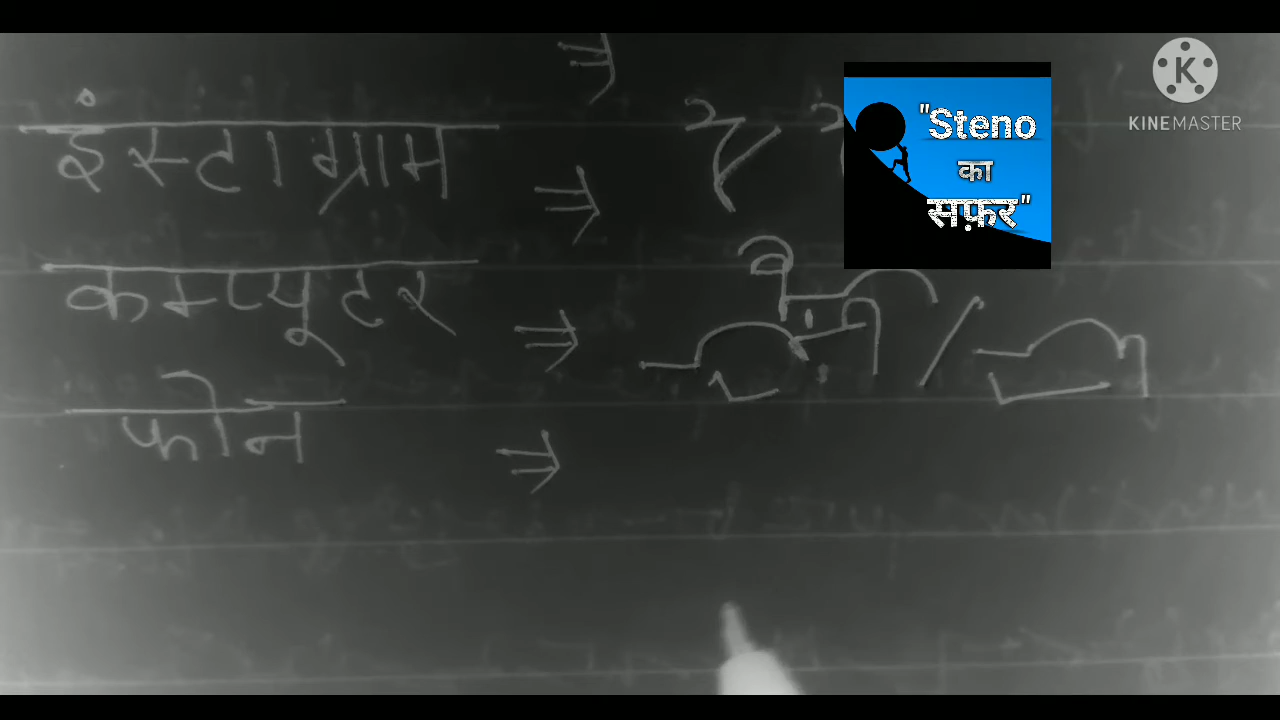 ⇒
इंस्टाग्राम ⇒
कम्प्यूटर ⇒
फोन ⇒
"Steno
का
सफ़र"
K
KINEMASTER